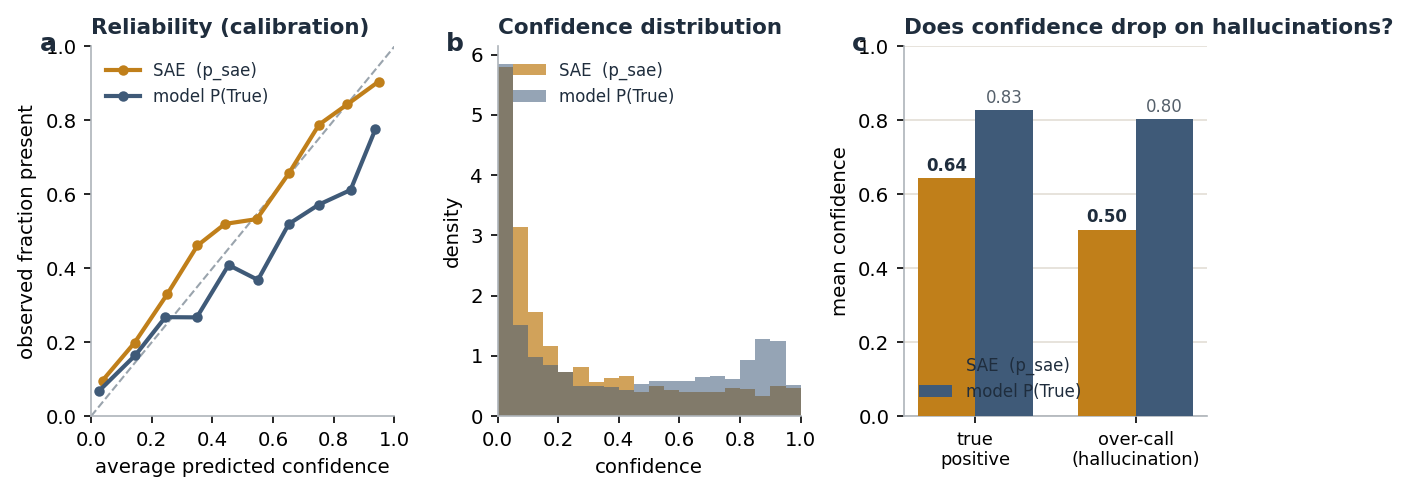 a
Reliability (calibration)
1.0
0.8
0.6
0.4
0.2
0.0
observed fraction present
SAE (p_sae)
model P(True)
0.0 0.2 0.4 0.6 0.8 1.0
average predicted confidence
b
Confidence distribution
6
5
4
3
2
1
0
density
SAE (p_sae)
model P(True)
0.0 0.2 0.4 0.6 0.8 1.0
confidence
c
Does confidence drop on hallucinations?
1.0
0.8
0.6
0.4
0.2
0.0
mean confidence
0.64
0.83
0.50
0.80
SAE (p_sae)
model P(True)
true
positive
over-call
(hallucination)